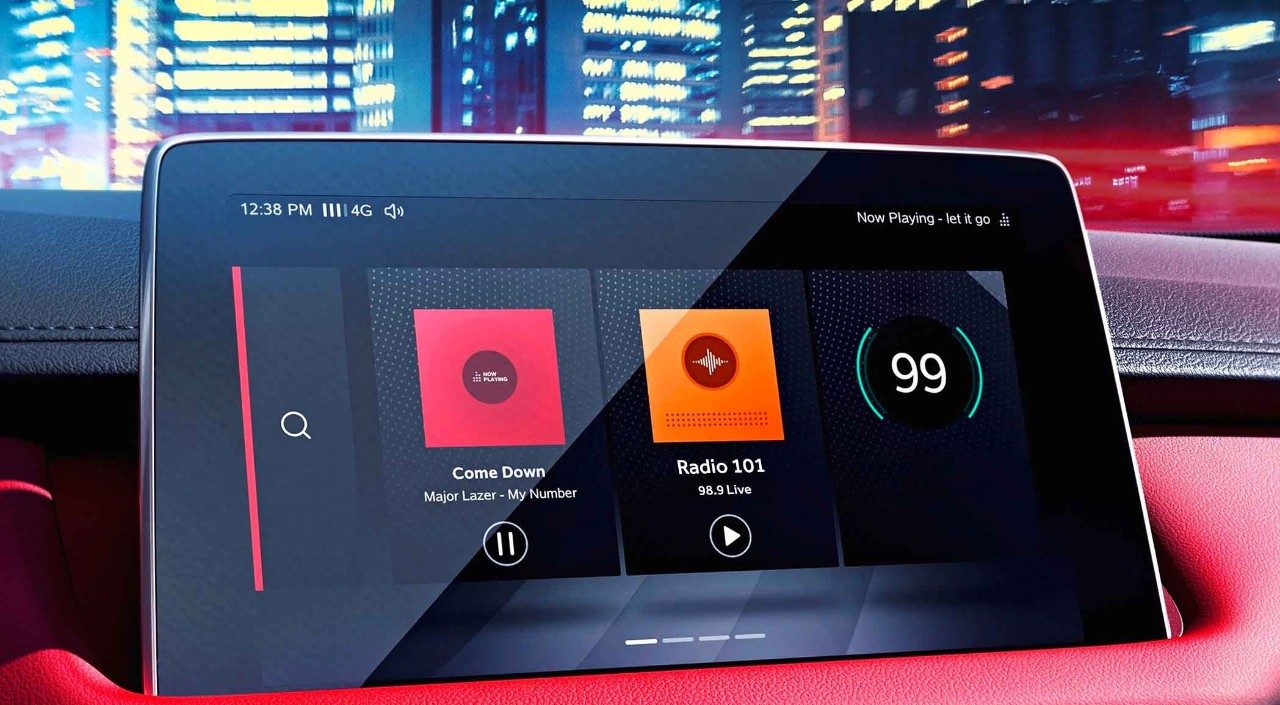 12:38 PM 4G
Now Playing - let it go
NOW
PLAYING
Come Down
Major Lazer - My Number
Radio 101
98.9 Live
99